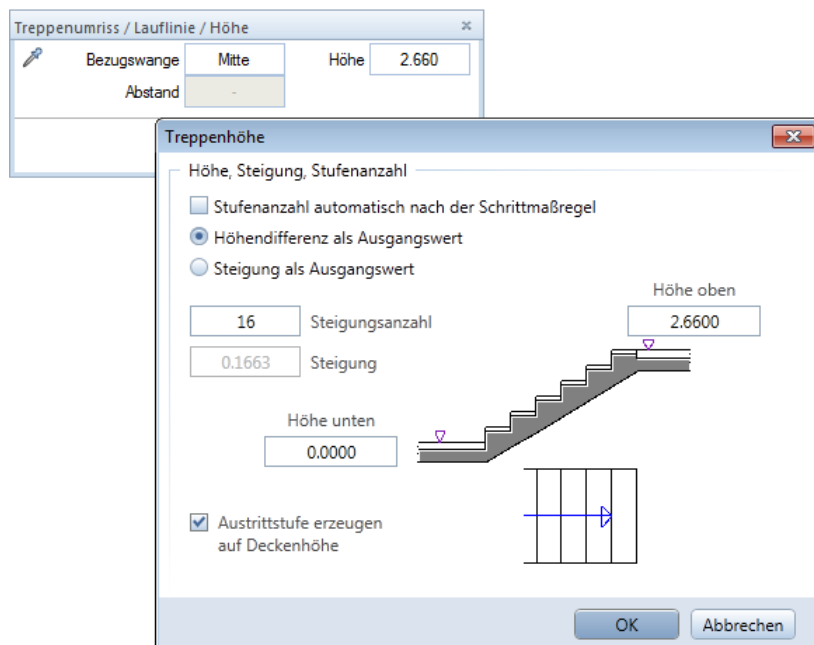 Treppenumriss / Lauflinie / Höhe
Bezugswange Mitte Höhe 2.660
Abstand -
Treppenhöhe
Höhe, Steigung, Stufenanzahl
Stufenanzahl automatisch nach der Schrittmaßregel
Höhendifferenz als Ausgangswert
Steigung als Ausgangswert
Höhe oben
16 Steigungsanzahl 2.6600
0.1663 Steigung
Höhe unten
0.0000
Austrittstufe erzeugen
auf Deckenhöhe
OK Abbrechen